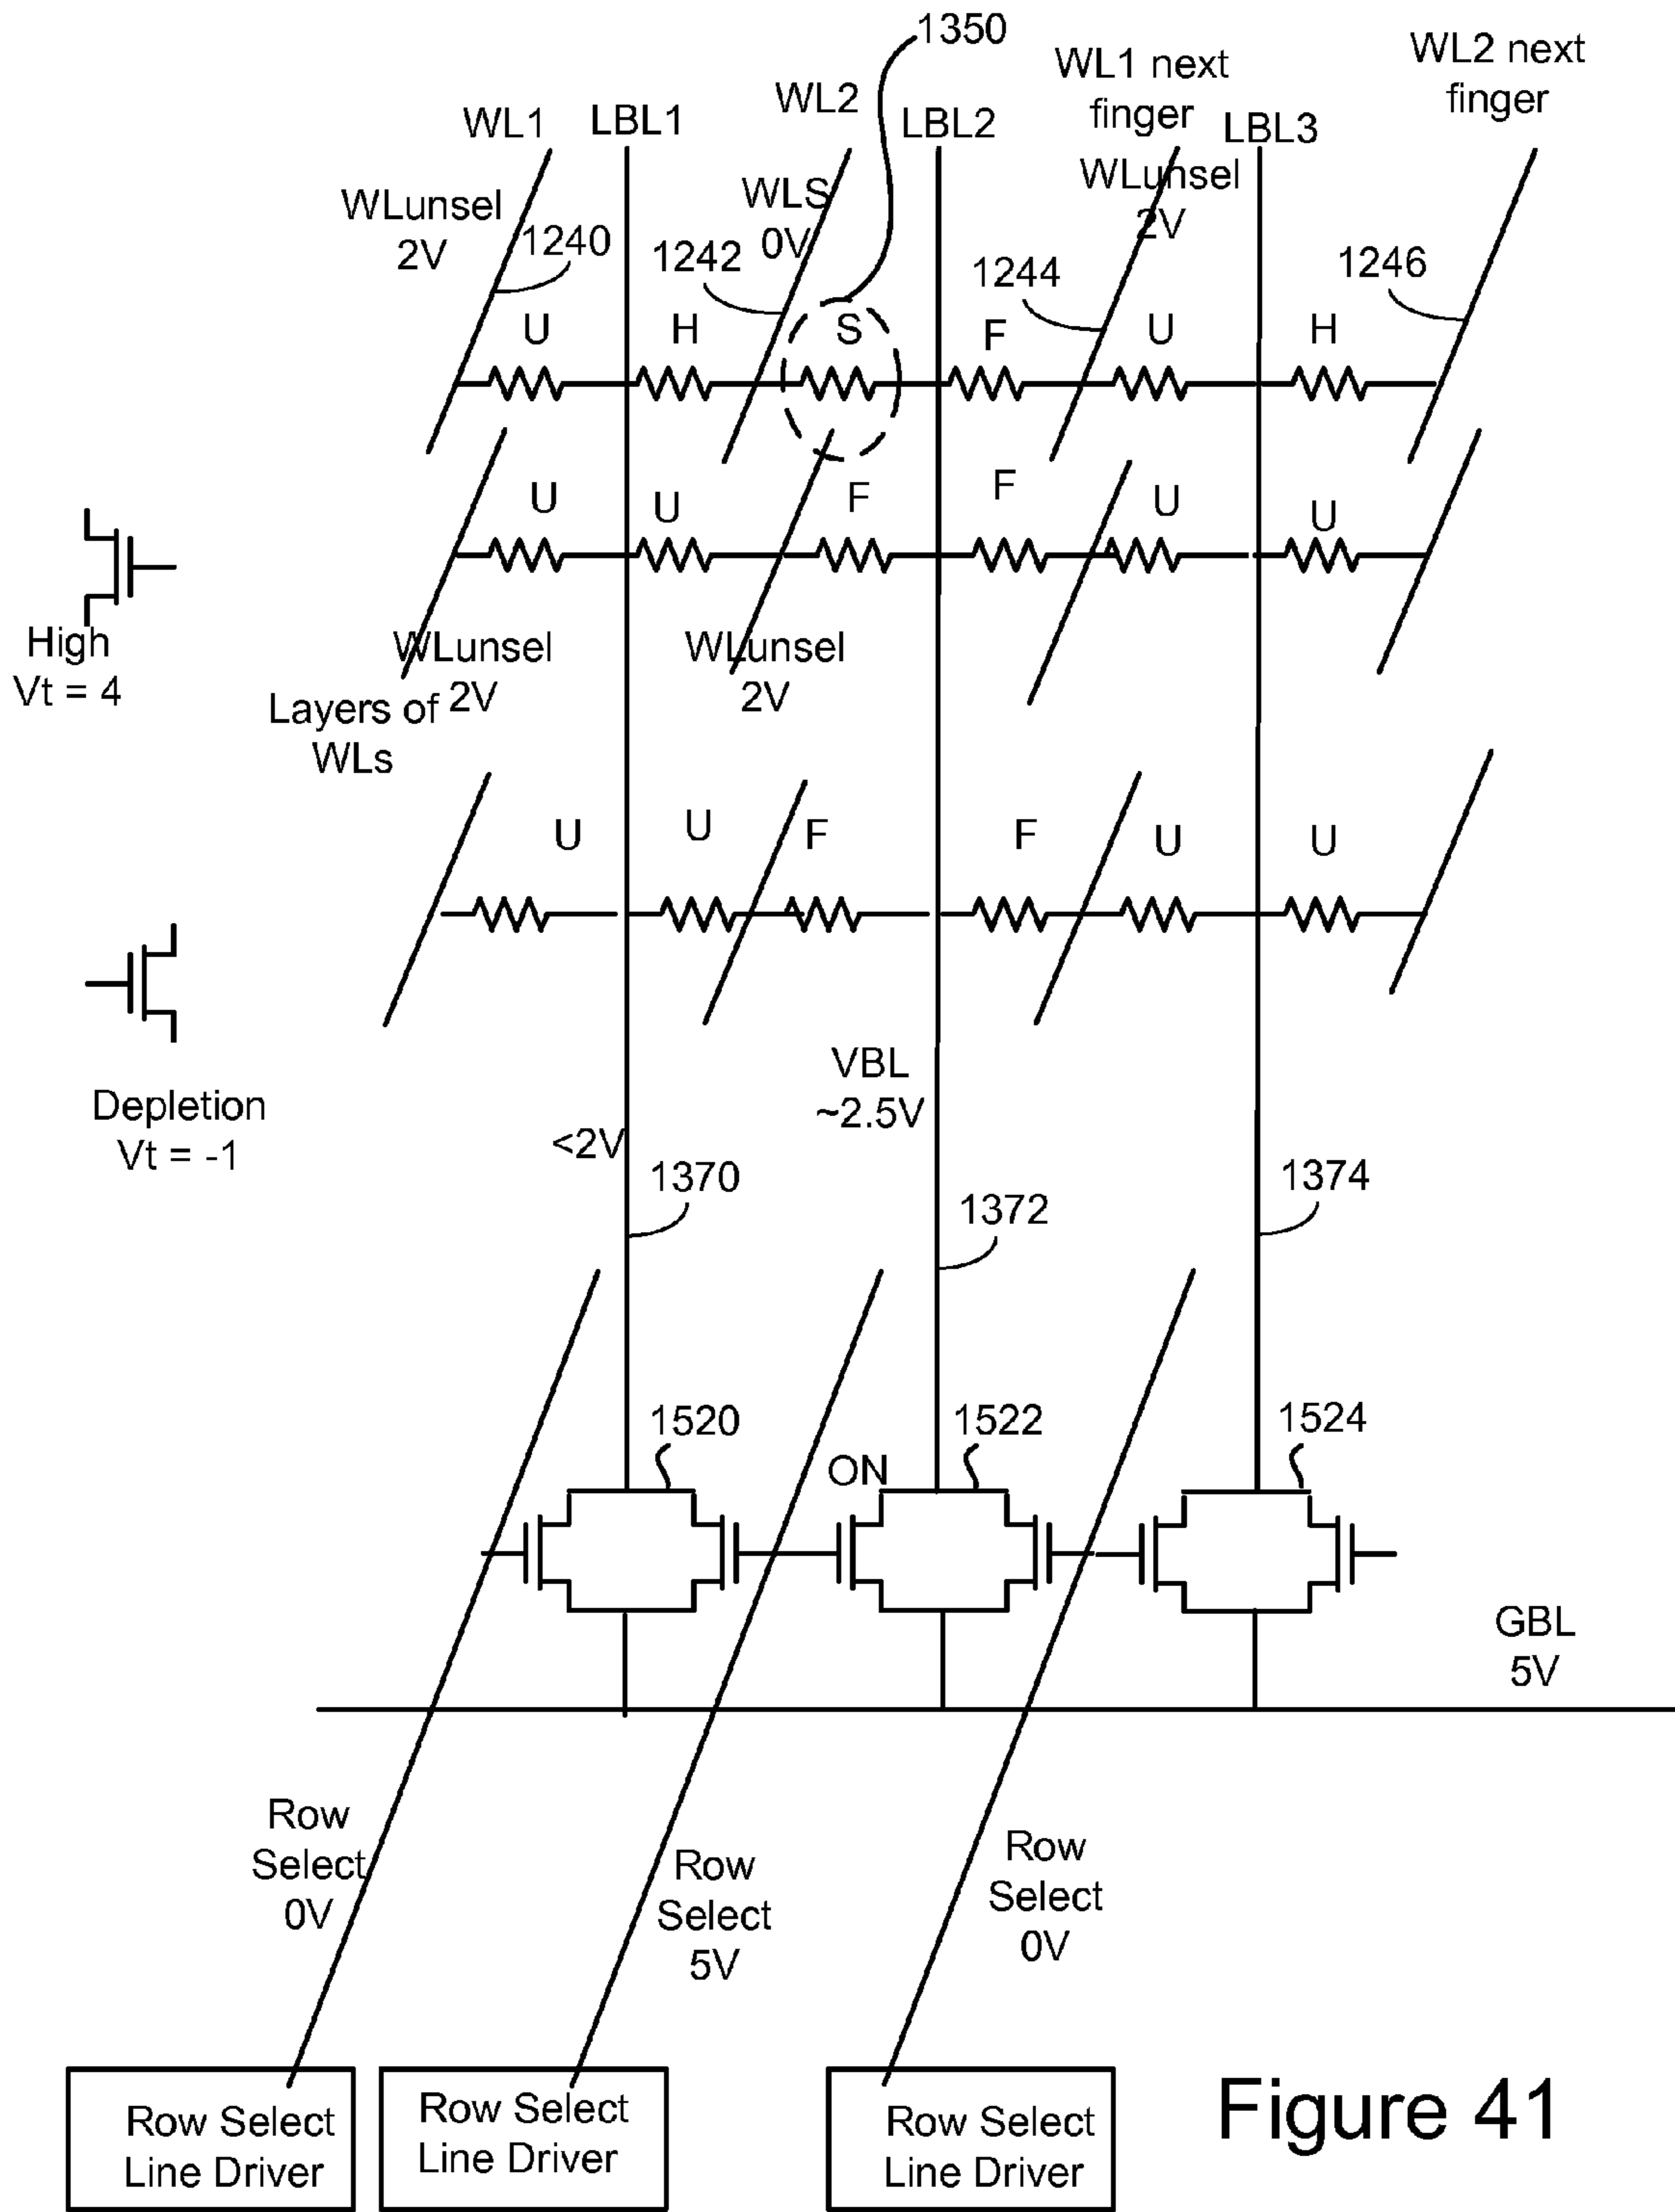 1350
WL1
LBL1
WL2
LBL2
WL1 next
finger
LBL3
WL2 next
finger
WLunsel
2V
1240
1242
WLS
0V
WLunsel
2V
1244
1246
U
H
S
F
U
H
U
U
F
F
U
U
High
Vt = 4
WLunsel
2V
WLunsel
2V
Layers of
WLs
U
U
F
F
U
U
Depletion
Vt = -1
<2V
VBL
~2.5V
1370
1372
1374
1520
ON
1522
1524
GBL
5V
Row
Select
0V
Row
Select
5V
Row
Select
0V
Row Select
Line Driver
Row Select
Line Driver
Row Select
Line Driver
Figure 41